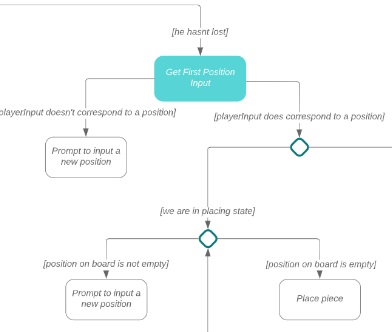 [he hasnt lost]
Get First Position
Input
playerInput doesn't correspond to a position]
[playerInput does correspond to a position]
Prompt to input a
new position
[we are in placing state]
[position on board is not empty]
[position on board is empty]
Prompt to input a
new position
Place piece